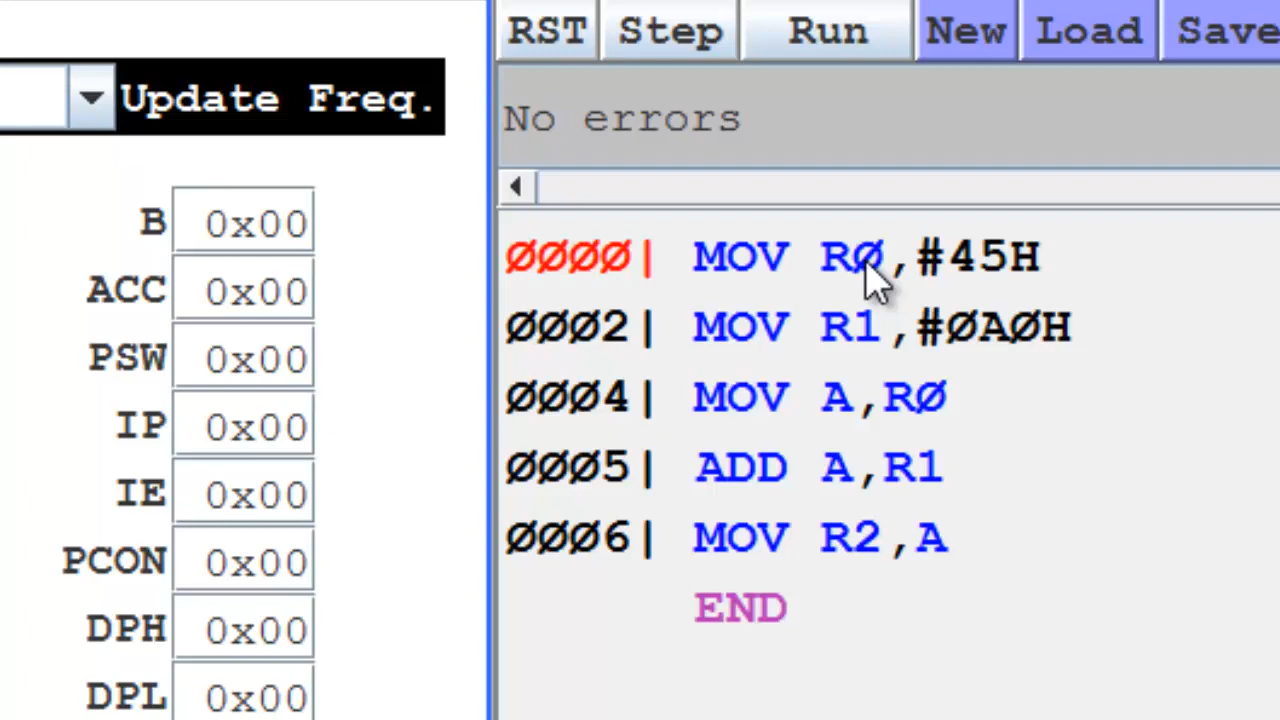 RST Step Run New Load Save
Update Freq.
No errors
B 0x00
ACC 0x00
PSW 0x00
IP 0x00
IE 0x00
PCON 0x00
DPH 0x00
DPL 0x00
0000| MOV R0,#45H
0002| MOV R1,#0A0H
0004| MOV A,R0
0005| ADD A,R1
0006| MOV R2,A
END